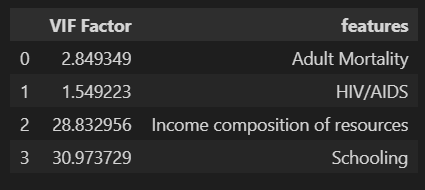 VIF Factor features
0 2.849349 Adult Mortality
1 1.549223 HIV/AIDS
2 28.832956 Income composition of resources
3 30.973729 Schooling